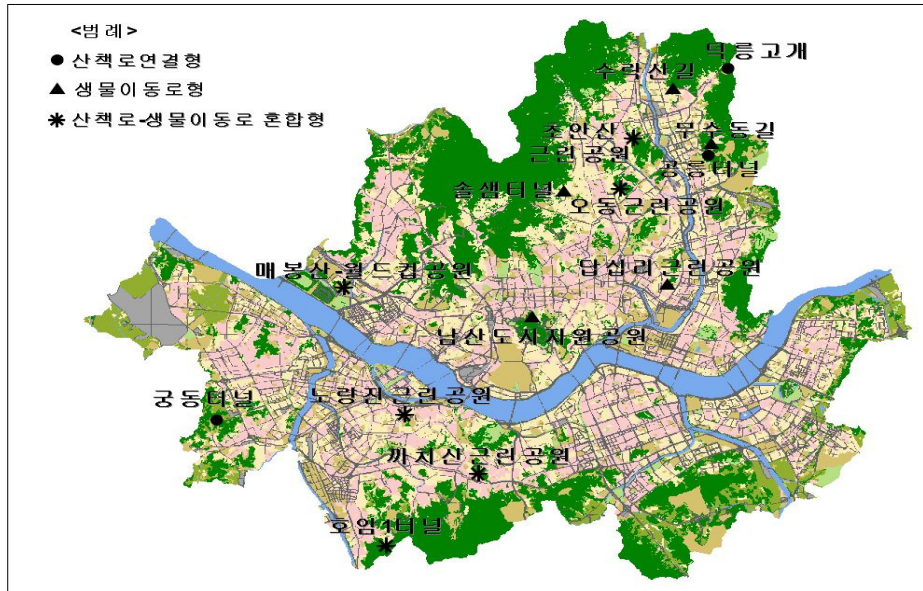 <범례>
산책로연결형
생물이동로형
산책로-생물이동로 혼합형
덕릉고개
수락산길
무수동길
초안산
근린공원
공릉터널
솔샘터널
오동근린공원
매봉산-월드컵공원
답십리근린공원
남산도시자원공원
궁동터널
노량진근린공원
까치산근린공원
호암1터널